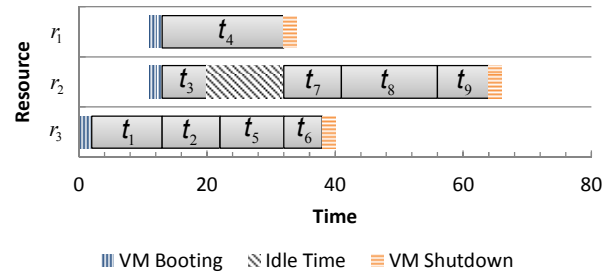 r1 t4
r2 t3 t7 t8 t9
r3 t1 t2 t5 t6
Resource
0 20 40 60 80
Time
VM Booting Idle Time VM Shutdown